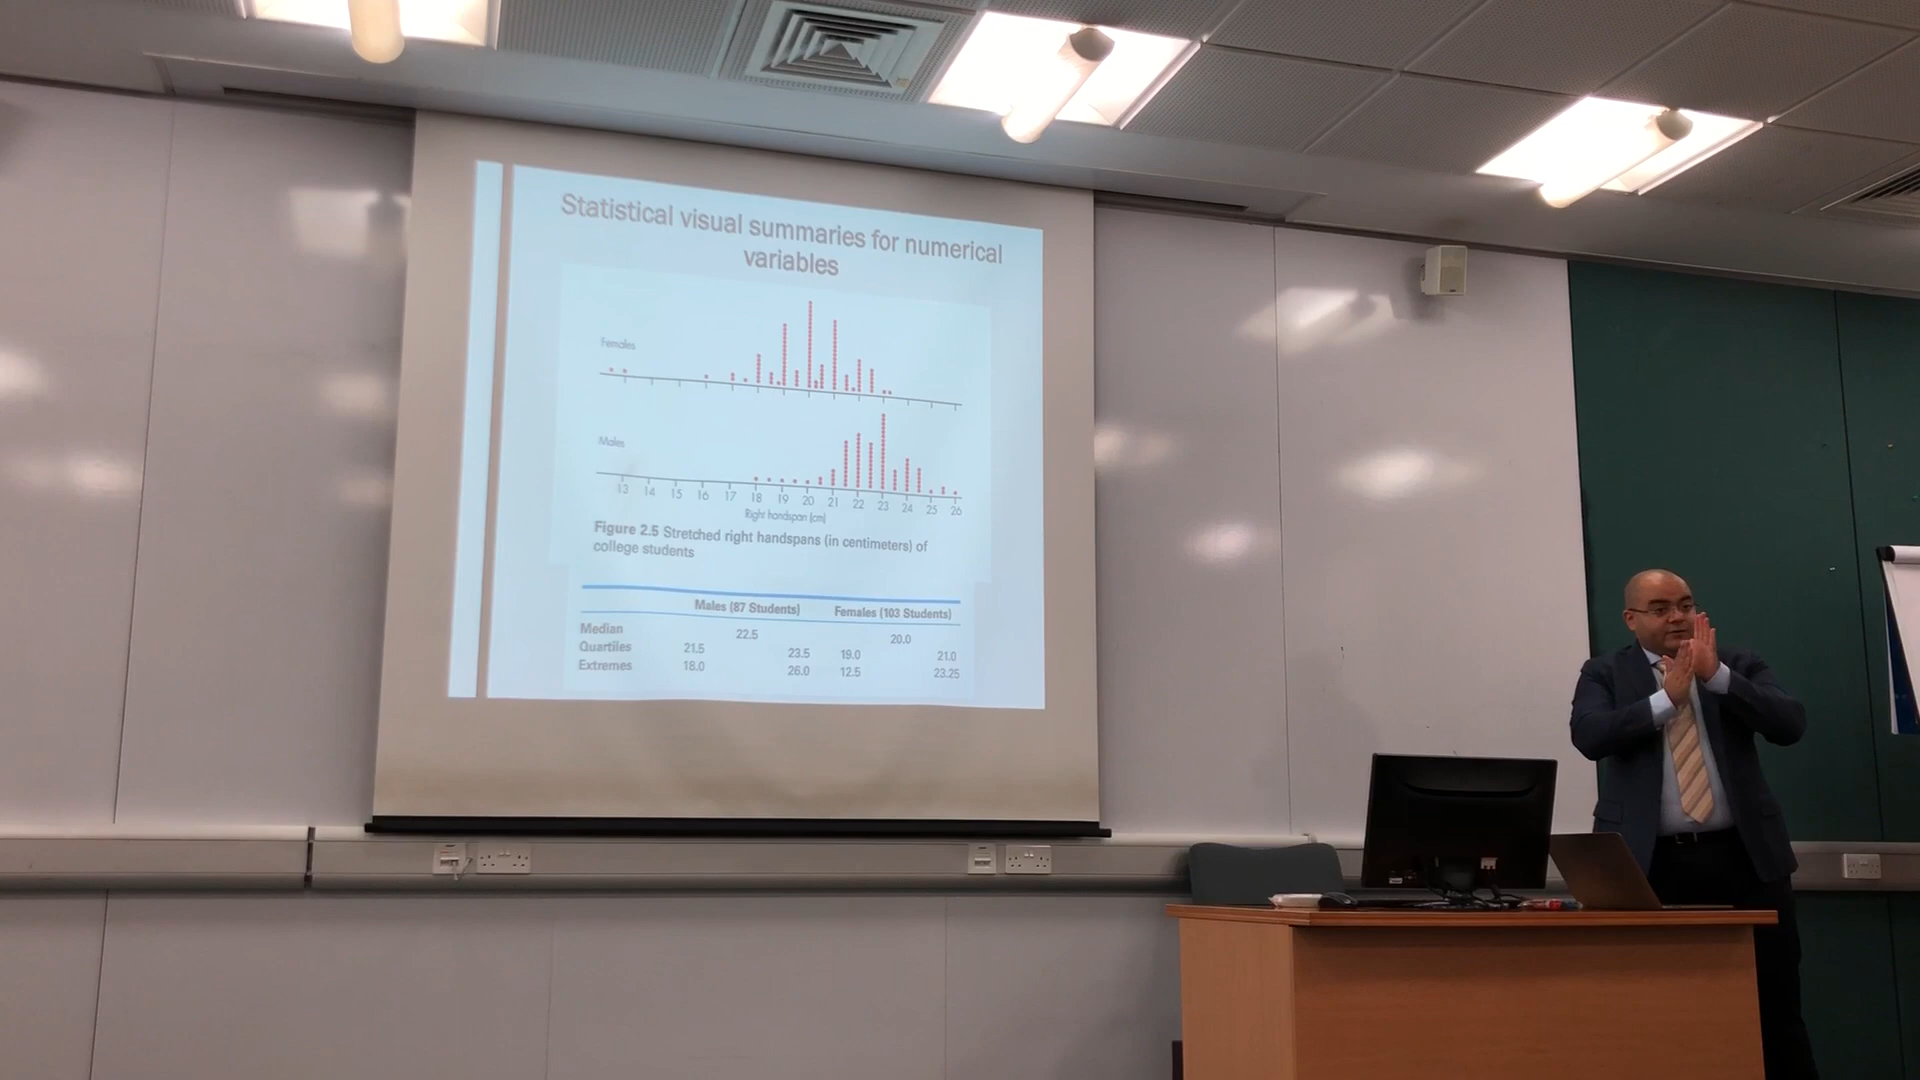 Statistical visual summaries for numerical
variables
Females
Males
13 14 15 16 17 18 19 20 21 22 23 24 25 26
Right handspan (cm)
Figure 2.5 Stretched right handspans (in centimeters) of
college students
Males (87 Students) Females (103 Students)
Median 22.5 20.0
Quartiles 21.5 23.5 19.0 21.0
Extremes 18.0 26.0 12.5 23.25